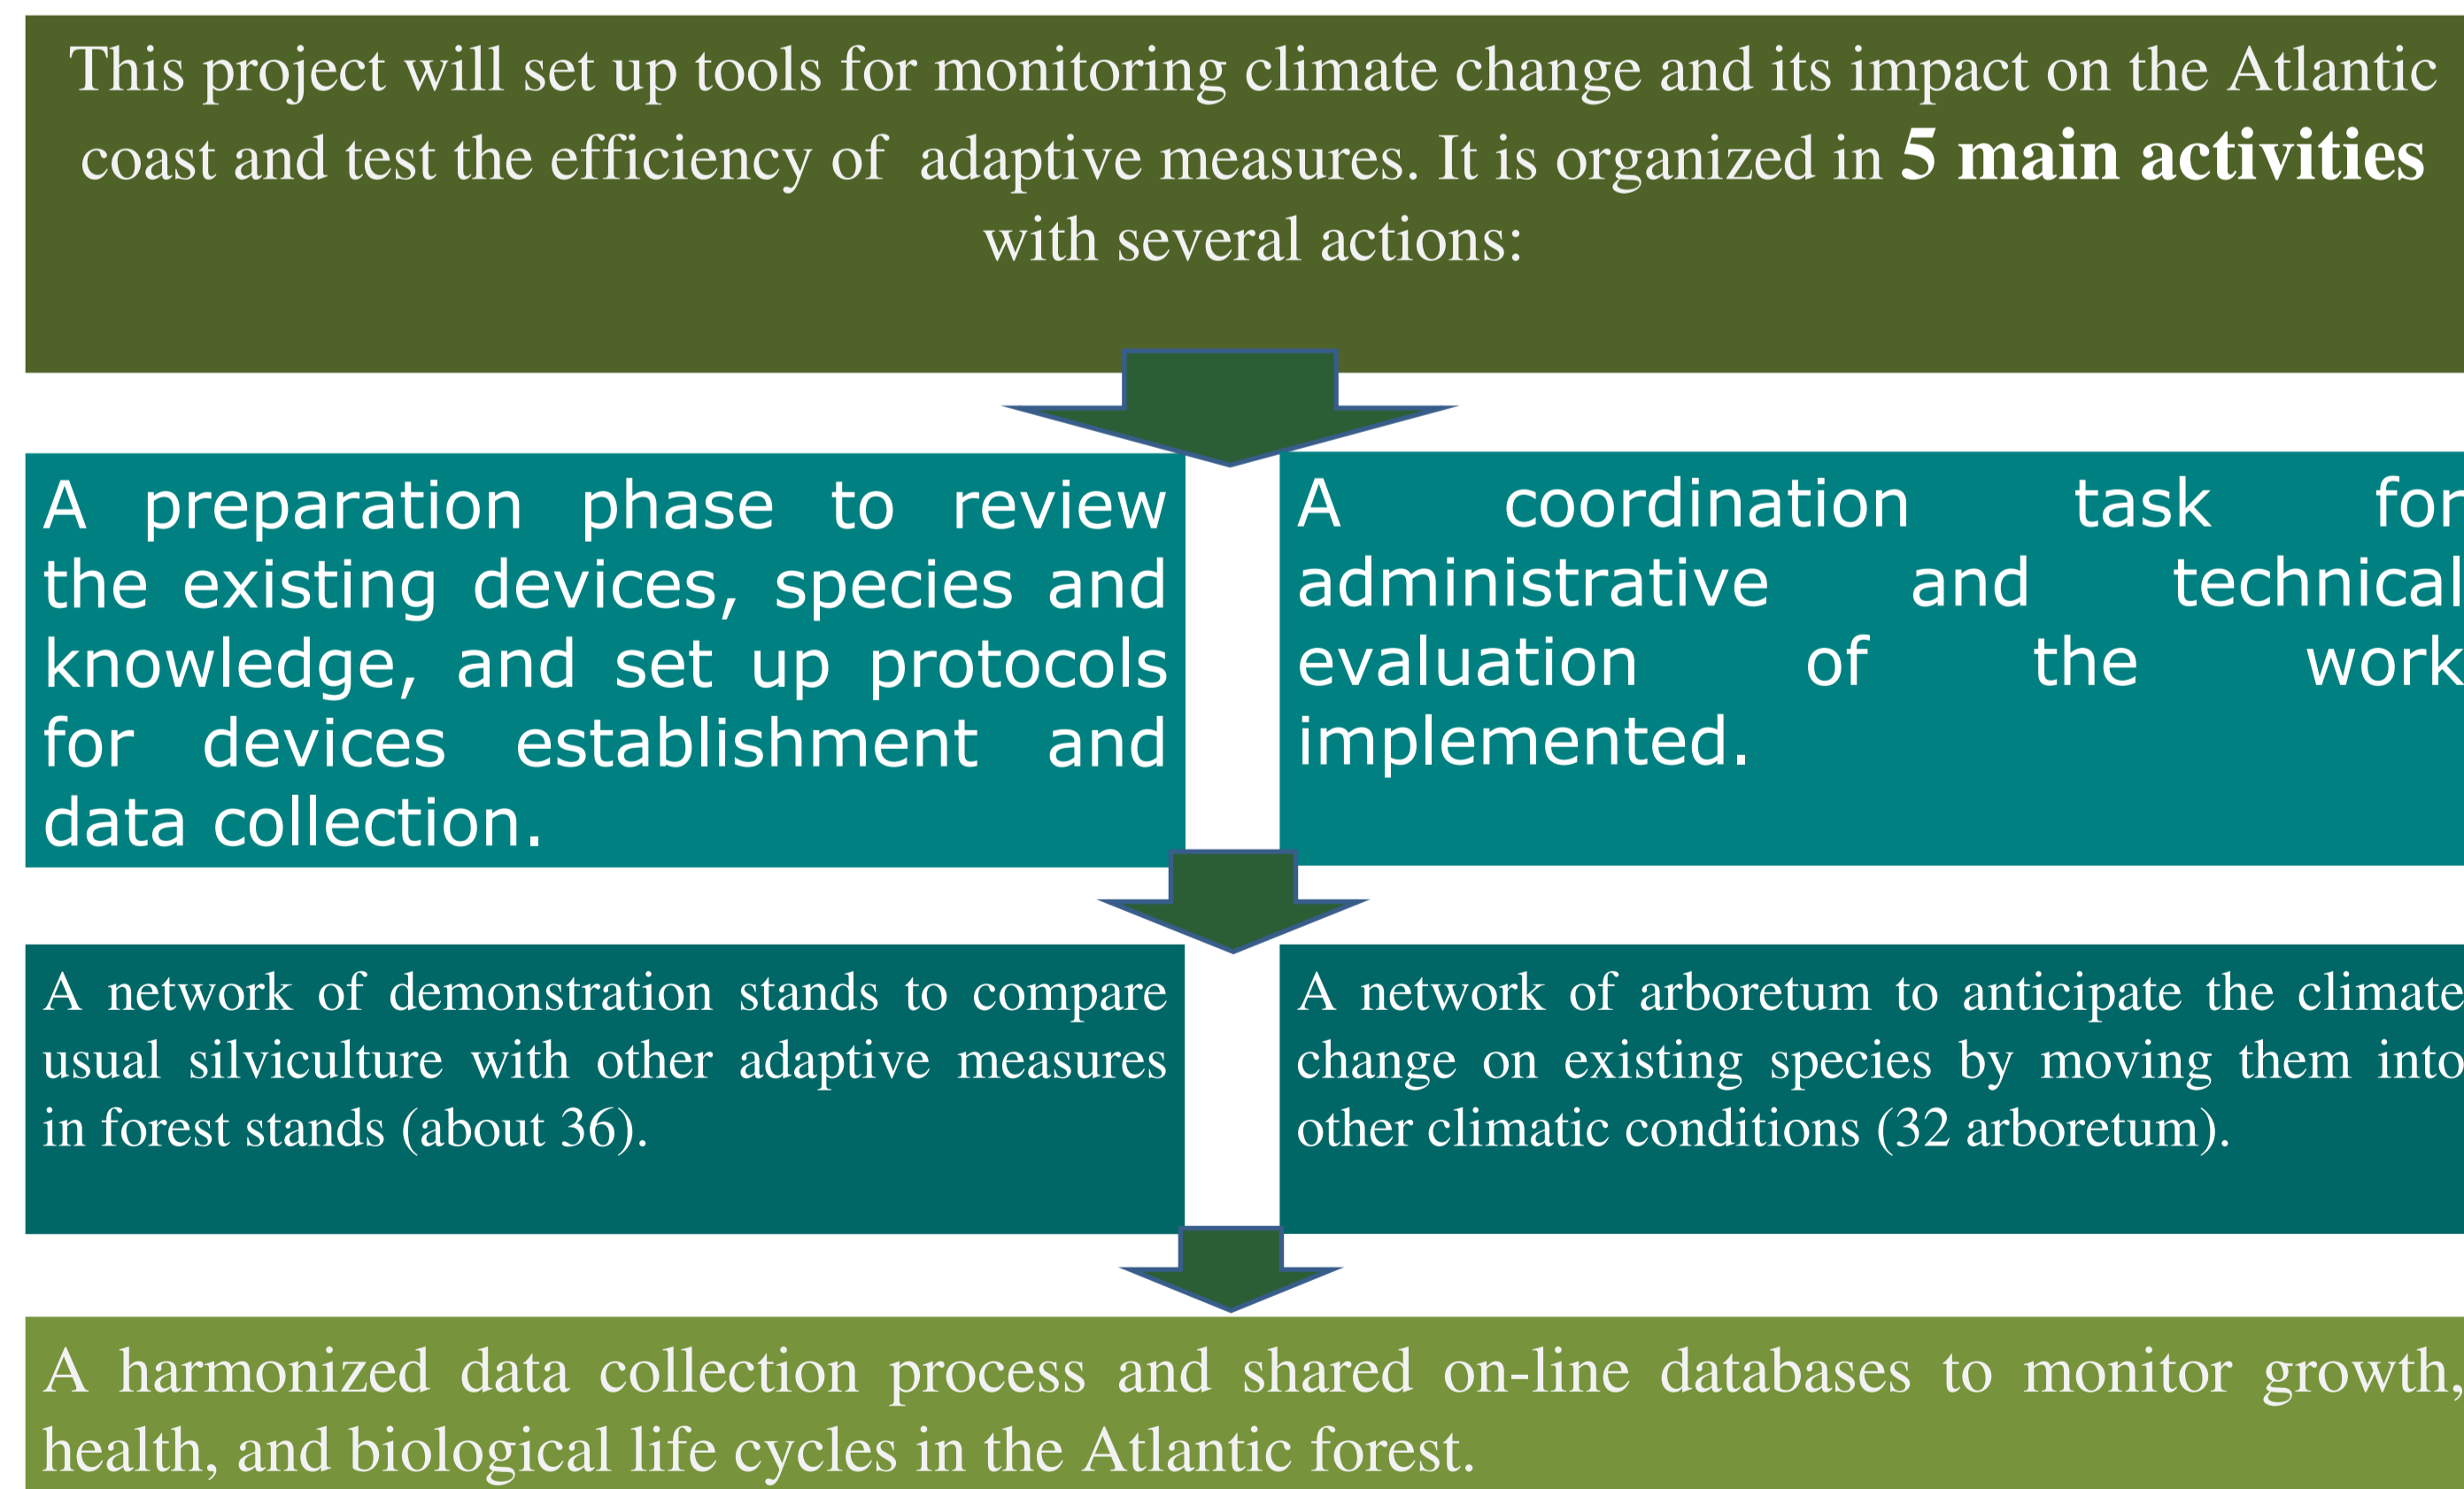 This project will set up tools for monitoring climate change and its impact on the Atlantic
coast and test the efficiency of adaptive measures. It is organized in 5 main activities
with several actions:
A preparation phase to review
the existing devices, species and
knowledge, and set up protocols
for devices establishment and
data collection.
A coordination task for
administrative and technical
evaluation of the work
implemented.
A network of demonstration stands to compare
usual silviculture with other adaptive measures
in forest stands (about 36).
A network of arboretum to anticipate the climate
change on existing species by moving them into
other climatic conditions (32 arboretum).
A harmonized data collection process and shared on-line databases to monitor growth,
health, and biological life cycles in the Atlantic forest.